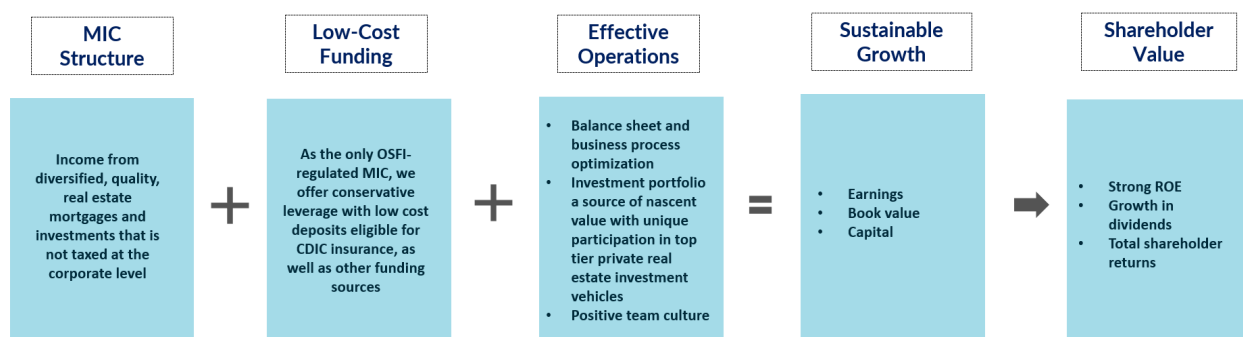 MIC
Structure
Income from
diversified, quality,
real estate
mortgages and
investments that is
not taxed at the
corporate level
+
Low-Cost
Funding
As the only OSFI-
regulated MIC, we
offer conservative
leverage with low cost
deposits eligible for
CDIC insurance, as
well as other funding
sources
+
Effective
Operations
• Balance sheet and
business process
optimization
• Investment portfolio
a source of nascent
value with unique
participation in top
tier private real
estate investment
vehicles
• Positive team culture
=
Sustainable
Growth
• Earnings
• Book value
• Capital
Shareholder
Value
• Strong ROE
• Growth in
dividends
• Total shareholder
returns